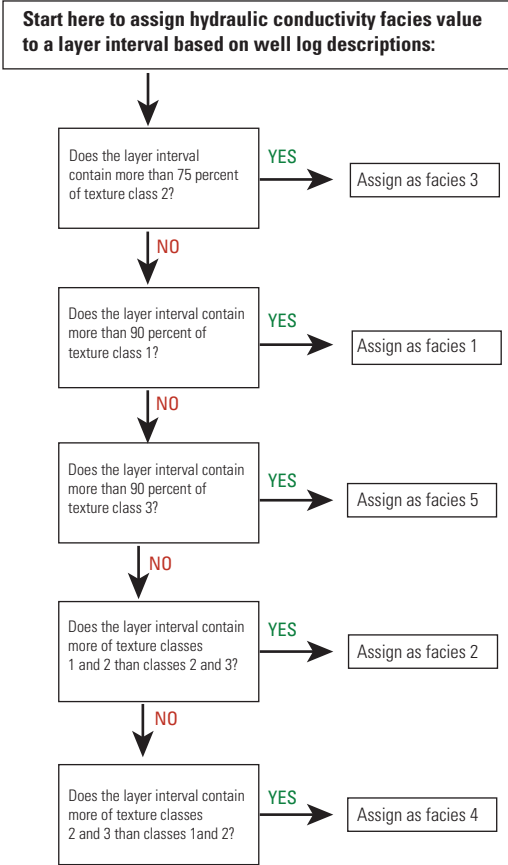 Start here to assign hydraulic conductivity facies value
to a layer interval based on well log descriptions:
Does the layer interval
contain more than 75 percent
of texture class 2?
YES
Assign as facies 3
NO
Does the layer interval contain
more than 90 percent of
texture class 1?
YES
Assign as facies 1
NO
Does the layer interval contain
more than 90 percent of
texture class 3?
YES
Assign as facies 5
NO
Does the layer interval contain
more of texture classes
1 and 2 than classes 2 and 3?
YES
Assign as facies 2
NO
Does the layer interval contain
more of texture classes
2 and 3 than classes 1and 2?
YES
Assign as facies 4